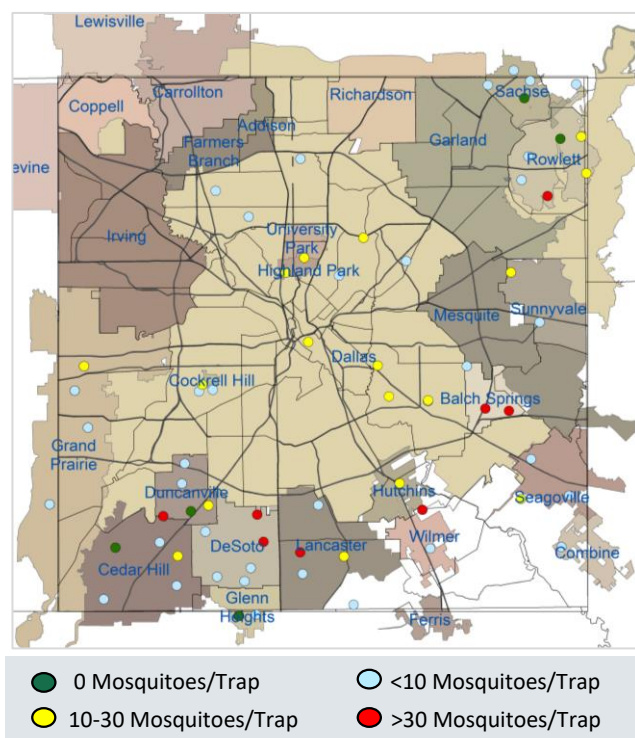 Lewisville
Coppell
Carrollton
Addison
Richardson
Sachse
Farmers
Branch
Garland
Rowlett
evine
Irving
University
Park
Highland Park
Mesquite
Sunnyvale
Dallas
Cockrell Hill
Balch Springs
Grand
Prairie
Duncanville
Hutchins
Seagoville
DeSoto
Lancaster
Wilmer
Combine
Cedar Hill
Glenn
Heights
Ferris
0 Mosquitoes/Trap
<10 Mosquitoes/Trap
10-30 Mosquitoes/Trap
>30 Mosquitoes/Trap